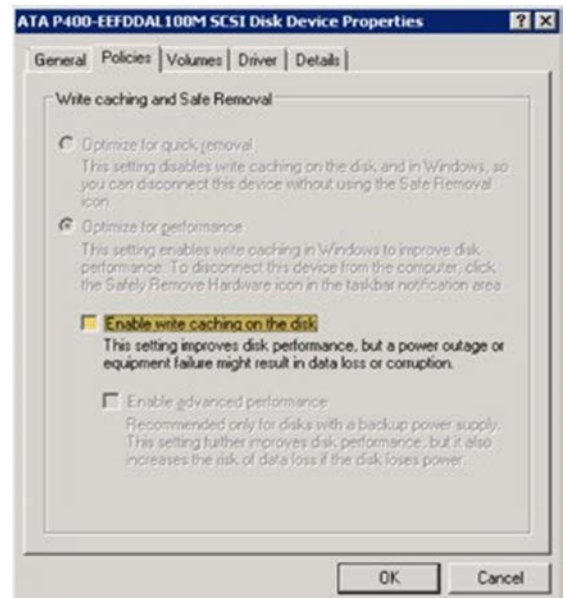 ATA P400-EEFDDAL100M SCSI Disk Device Properties
General Policies Volumes Driver Details
Write caching and Safe Removal
Optimize for quick removal
This setting disables write caching on the disk and in Windows, so
you can disconnect this device without using the Safe Removal
icon
Optimize for performance
This setting enables write caching in Windows to improve disk
performance. To disconnect this device from the computer, click
the Safely Remove Hardware icon in the taskbar notification area
Enable write caching on the disk
This setting improves disk performance, but a power outage or
equipment failure might result in data loss or corruption.
Enable advanced performance
Recommended only for disks with a backup power supply.
This setting further improves disk performance, but it also
increases the risk of data loss if the disk loses power.
OK Cancel